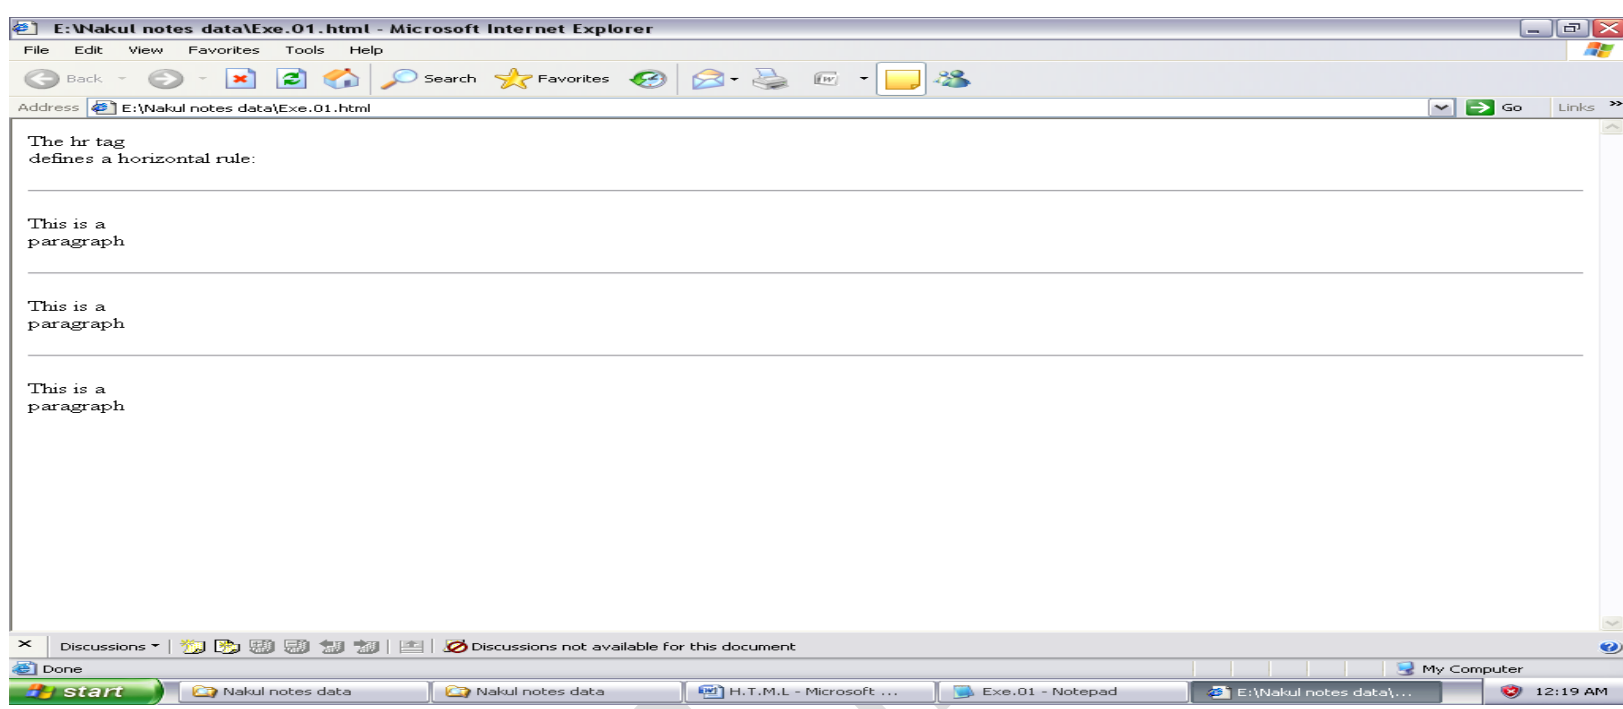 E:\Nakul notes data\Exe.01.html - Microsoft Internet Explorer
File Edit View Favorites Tools Help
Back Search Favorites
Address E:\Nakul notes data\Exe.01.html Go Links »
The hr tag
defines a horizontal rule:
This is a
paragraph
This is a
paragraph
This is a
paragraph
Discussions Discussions not available for this document
Done My Computer
start Nakul notes data Nakul notes data H.T.M.L - Microsoft ... Exe.01 - Notepad E:\Nakul notes data\... 12:19 AM